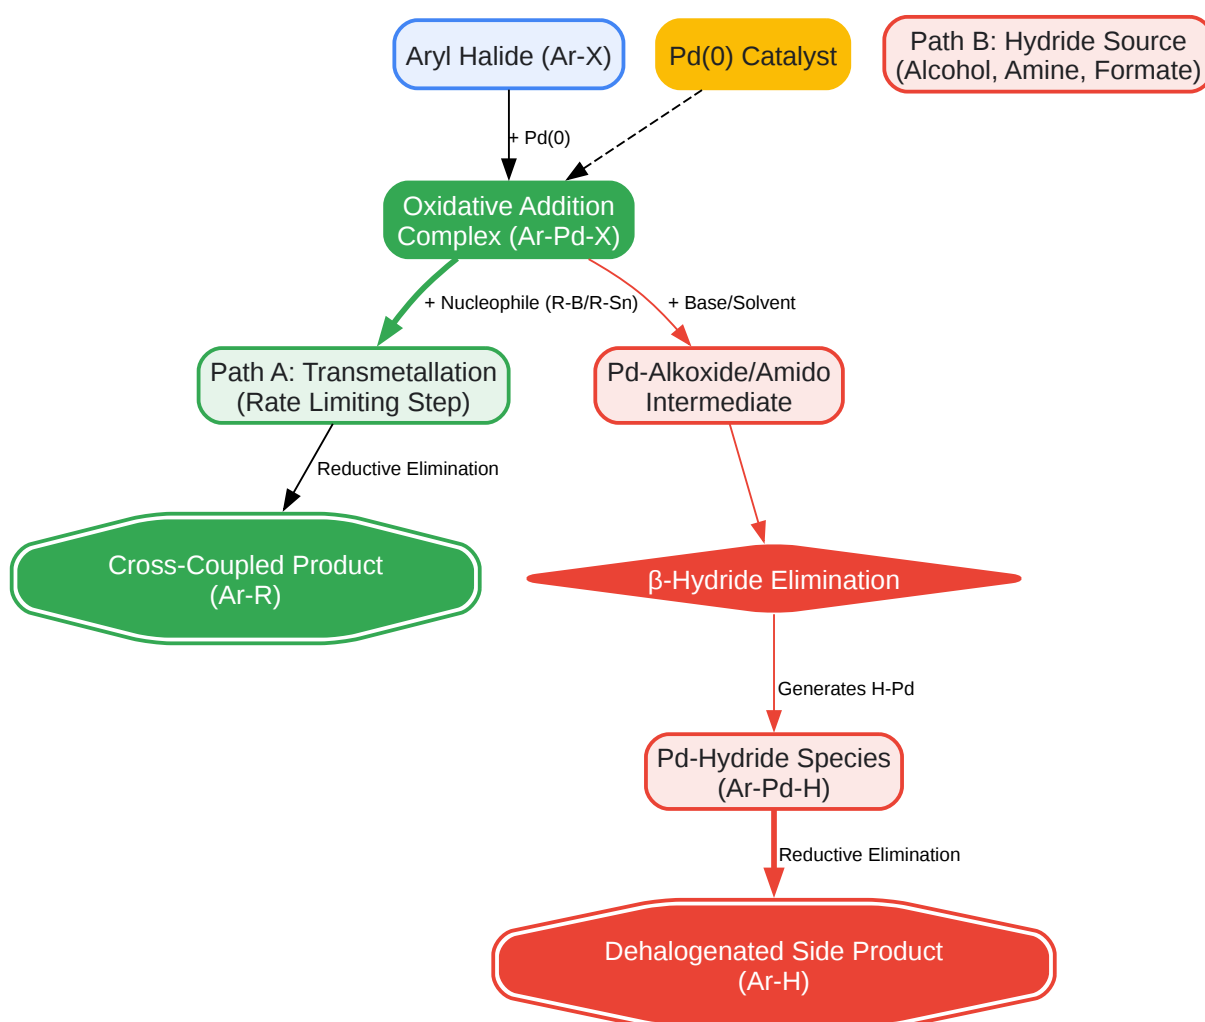 Aryl Halide (Ar-X)
Pd(0) Catalyst
Path B: Hydride Source
(Alcohol, Amine, Formate)
+ Pd(0)
Oxidative Addition
Complex (Ar-Pd-X)
+ Nucleophile (R-B/R-Sn)
+ Base/Solvent
Path A: Transmetallation
(Rate Limiting Step)
Pd-Alkoxide/Amido
Intermediate
Reductive Elimination
Cross-Coupled Product
(Ar-R)
β-Hydride Elimination
Generates H-Pd
Pd-Hydride Species
(Ar-Pd-H)
Reductive Elimination
Dehalogenated Side Product
(Ar-H)